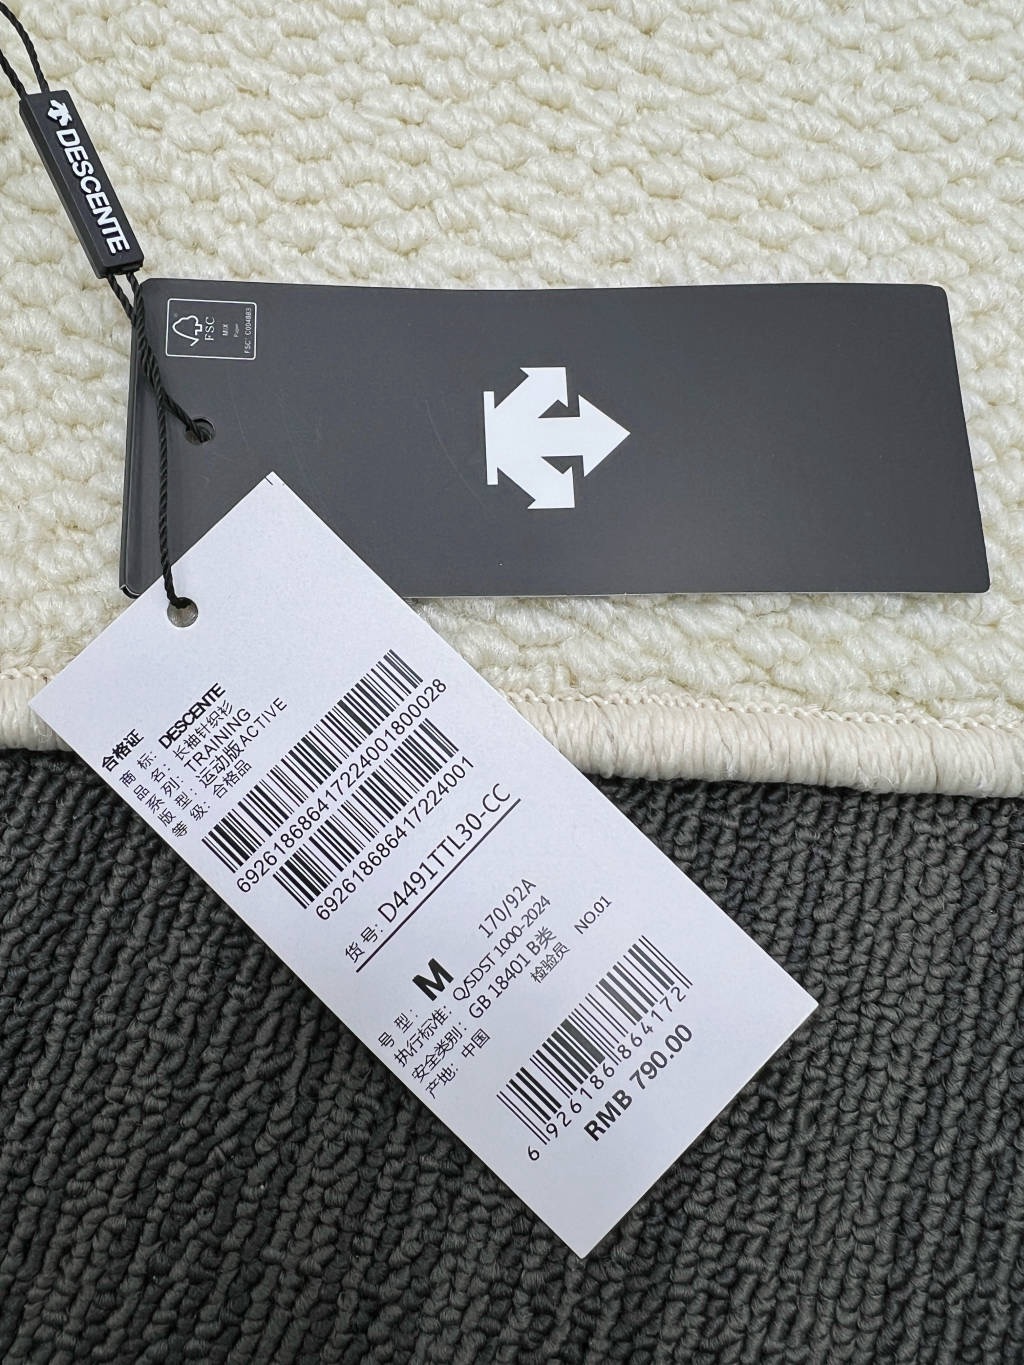 DESCENTE
FSC
MIX
Paper
FSC® C004883
合格证
商 标: DESCENTE
品 名: 长袖针织衫
系 列: TRAINING
版 型: 运动版ACTIVE
等 级: 合格品
692618686417224001800028
6926186864172224001
货 号: D4491TTL30-CC
号 型: M 170/92A
执行标准: Q/SDST 1000-2024
安全类别: GB 18401 B类
产地: 中国 检验员 NO.01
6 926186 864172
RMB 790.00